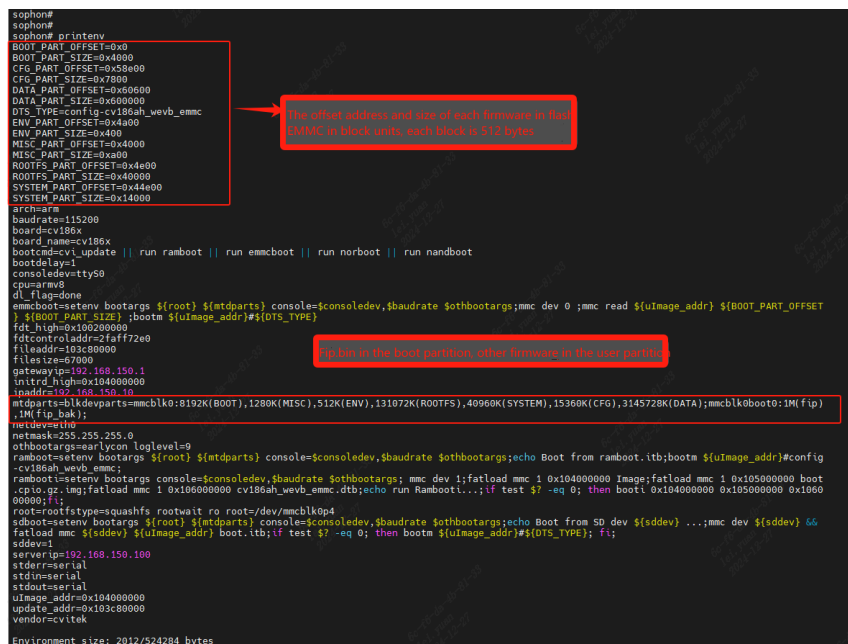 sophon#
sophon#
sophon# printenv
BOOT_PART_OFFSET=0x0
BOOT_PART_SIZE=0x4000
CFG_PART_OFFSET=0x58e00
CFG_PART_SIZE=0x7800
DATA_PART_OFFSET=0x60600
DATA_PART_SIZE=0x600000
DTS_TYPE=config-cv186ah_wevb_emmc
ENV_PART_OFFSET=0x4a00
ENV_PART_SIZE=0x400
MISC_PART_OFFSET=0x4000
MISC_PART_SIZE=0xa00
ROOTFS_PART_OFFSET=0x4e00
ROOTFS_PART_SIZE=0x40000
SYSTEM_PART_OFFSET=0x44e00
SYSTEM_PART_SIZE=0x14000
The offset address and size of each firmware in flash
EMMC in block units, each block is 512 bytes
arch=arm
baudrate=115200
board=cv186x
board_name=cv186x
bootcmd=cvi_update || run ramboot || run emmcboot || run norboot || run nandboot
bootdelay=1
consoledev=ttyS0
cpu=armv8
dl_flag=done
emmcboot=setenv bootargs ${root} ${mtdparts} console=$consoledev,$baudrate $othbootargs;mmc dev 0 ;mmc read ${uImage_addr} ${BOOT_PART_OFFSET
} ${BOOT_PART_SIZE} ;bootm ${uImage_addr}#${DTS_TYPE}
fdt_high=0x100200000
fdtcontroladdr=2faff72e0
fileaddr=103c80000
filesize=67000
gatewayip=192.168.150.1
initrd_high=0x104000000
ipaddr=192.168.150.10
Fip.bin in the boot partition, other firmware in the user partition
mtdparts=blkdevparts=mmcblk0:8192K(BOOT),1280K(MISC),512K(ENV),131072K(ROOTFS),40960K(SYSTEM),15360K(CFG),3145728K(DATA);mmcblk0boot0:1M(fip)
,1M(fip_bak);
netdev=eth0
netmask=255.255.255.0
othbootargs=earlycon loglevel=9
ramboot=setenv bootargs ${root} ${mtdparts} console=$consoledev,$baudrate $othbootargs;echo Boot from ramboot.itb;bootm ${uImage_addr}#config
-cv186ah_wevb_emmc;
rambooti=setenv bootargs console=$consoledev,$baudrate $othbootargs; mmc dev 1;fatload mmc 1 0x104000000 Image;fatload mmc 1 0x105000000 boot
.cpio.gz.img;fatload mmc 1 0x106000000 cv186ah_wevb_emmc.dtb;echo run Rambooti...;if test $? -eq 0; then booti 0x104000000 0x105000000 0x1060
00000;fi;
root=rootfstype=squashfs rootwait ro root=/dev/mmcblk0p4
sdboot=setenv bootargs ${root} ${mtdparts} console=$consoledev,$baudrate $othbootargs;echo Boot from SD dev ${sddev} ...;mmc dev ${sddev} &&
fatload mmc ${sddev} ${uImage_addr} boot.itb;if test $? -eq 0; then bootm ${uImage_addr}#${DTS_TYPE}; fi;
sddev=1
serverip=192.168.150.100
stderr=serial
stdin=serial
stdout=serial
uImage_addr=0x104000000
update_addr=0x103c80000
vendor=cvitek
Environment size: 2012/524284 bytes